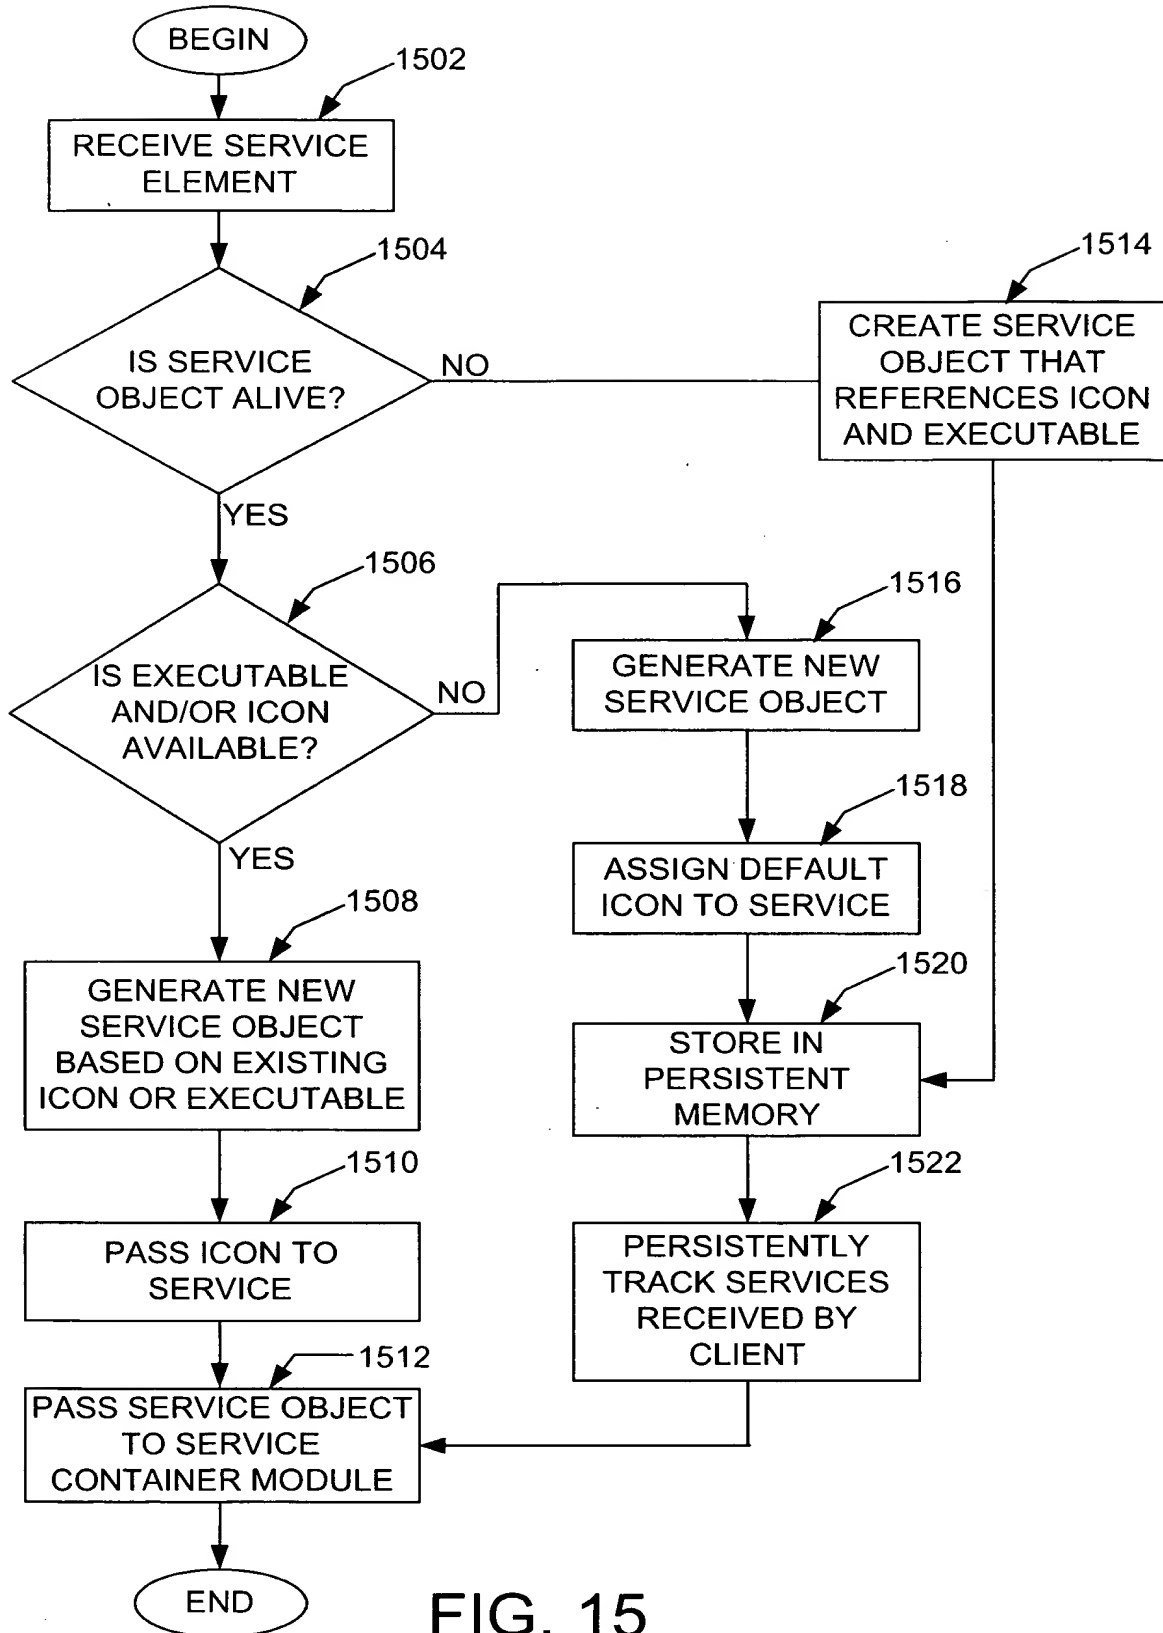 BEGIN
1502
RECEIVE SERVICE
ELEMENT
1504
IS SERVICE
OBJECT ALIVE?
NO
YES
1514
CREATE SERVICE
OBJECT THAT
REFERENCES ICON
AND EXECUTABLE
1506
IS EXECUTABLE
AND/OR ICON
AVAILABLE?
NO
YES
1516
GENERATE NEW
SERVICE OBJECT
1518
ASSIGN DEFAULT
ICON TO SERVICE
1508
GENERATE NEW
SERVICE OBJECT
BASED ON EXISTING
ICON OR EXECUTABLE
1520
STORE IN
PERSISTENT
MEMORY
1510
PASS ICON TO
SERVICE
1522
PERSISTENTLY
TRACK SERVICES
RECEIVED BY
CLIENT
1512
PASS SERVICE OBJECT
TO SERVICE
CONTAINER MODULE
END
FIG. 15